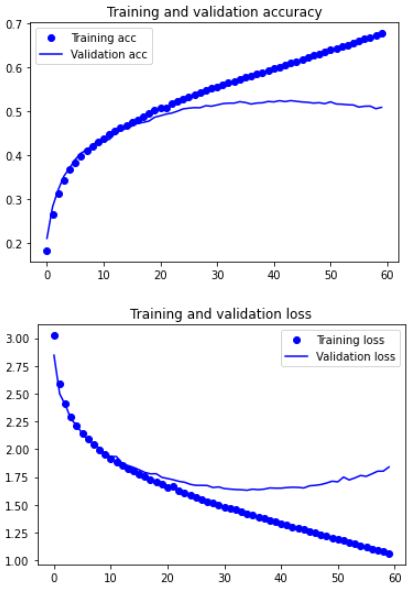 Training and validation accuracy
0.7
Training acc
Validation acc
0.6
0.5
0.4
0.3
0.2
0 10 20 30 40 50 60
Training and validation loss
3.00
Training loss
Validation loss
2.75
2.50
2.25
2.00
1.75
1.50
1.25
1.00
0 10 20 30 40 50 60